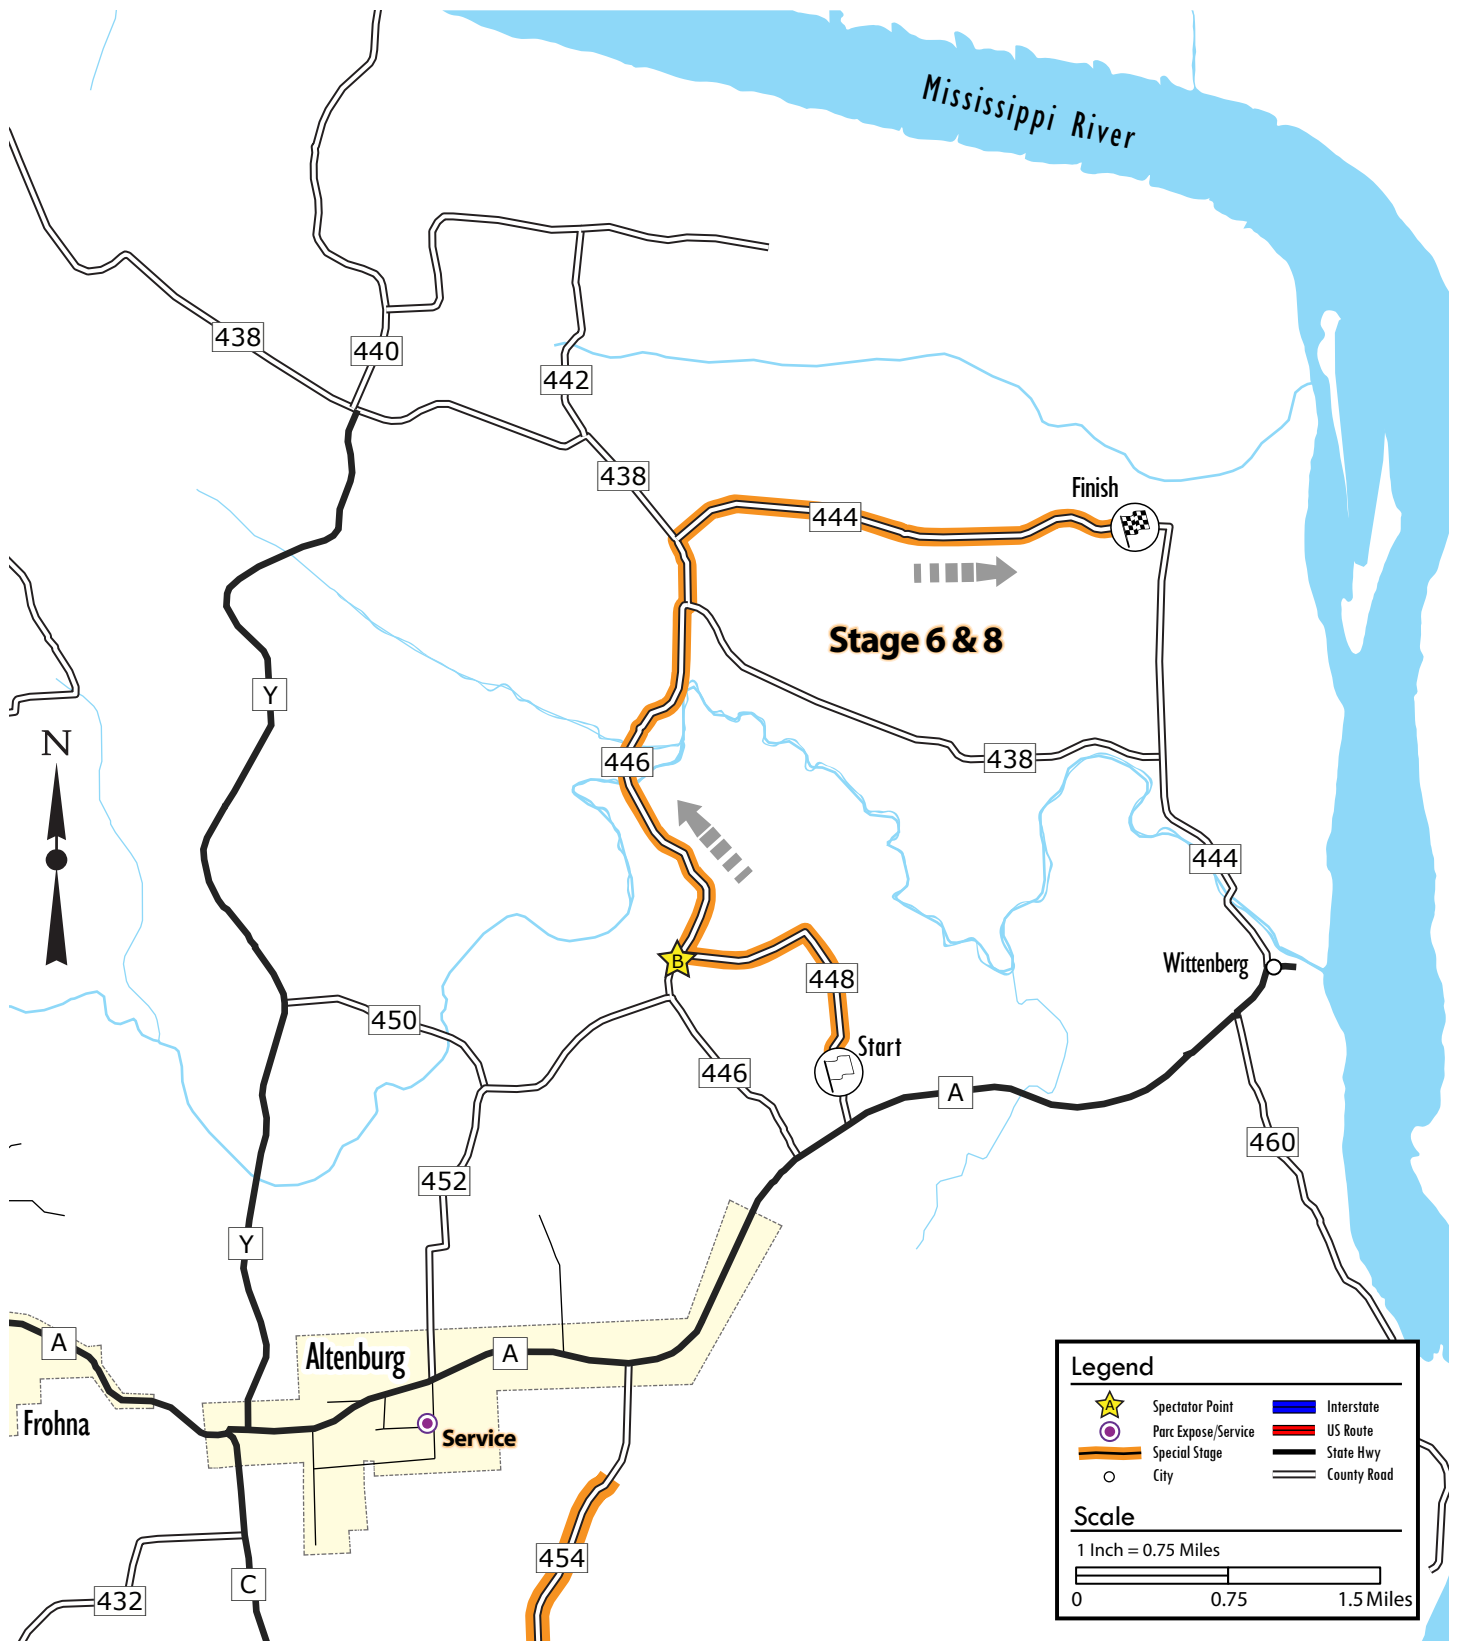 Mississippi River
438
440
442
438
Finish
444
Stage 6 & 8
Y
N
446
438
444
B
448
Wittenberg
450
Start
446
A
460
452
Y
A
Altenburg
A
Frohna
Service
454
C
432
Legend
A
Spectator Point
Interstate
Parc Expose/Service
US Route
Special Stage
State Hwy
City
County Road
Scale
1 Inch = 0.75 Miles
0 0.75 1.5 Miles